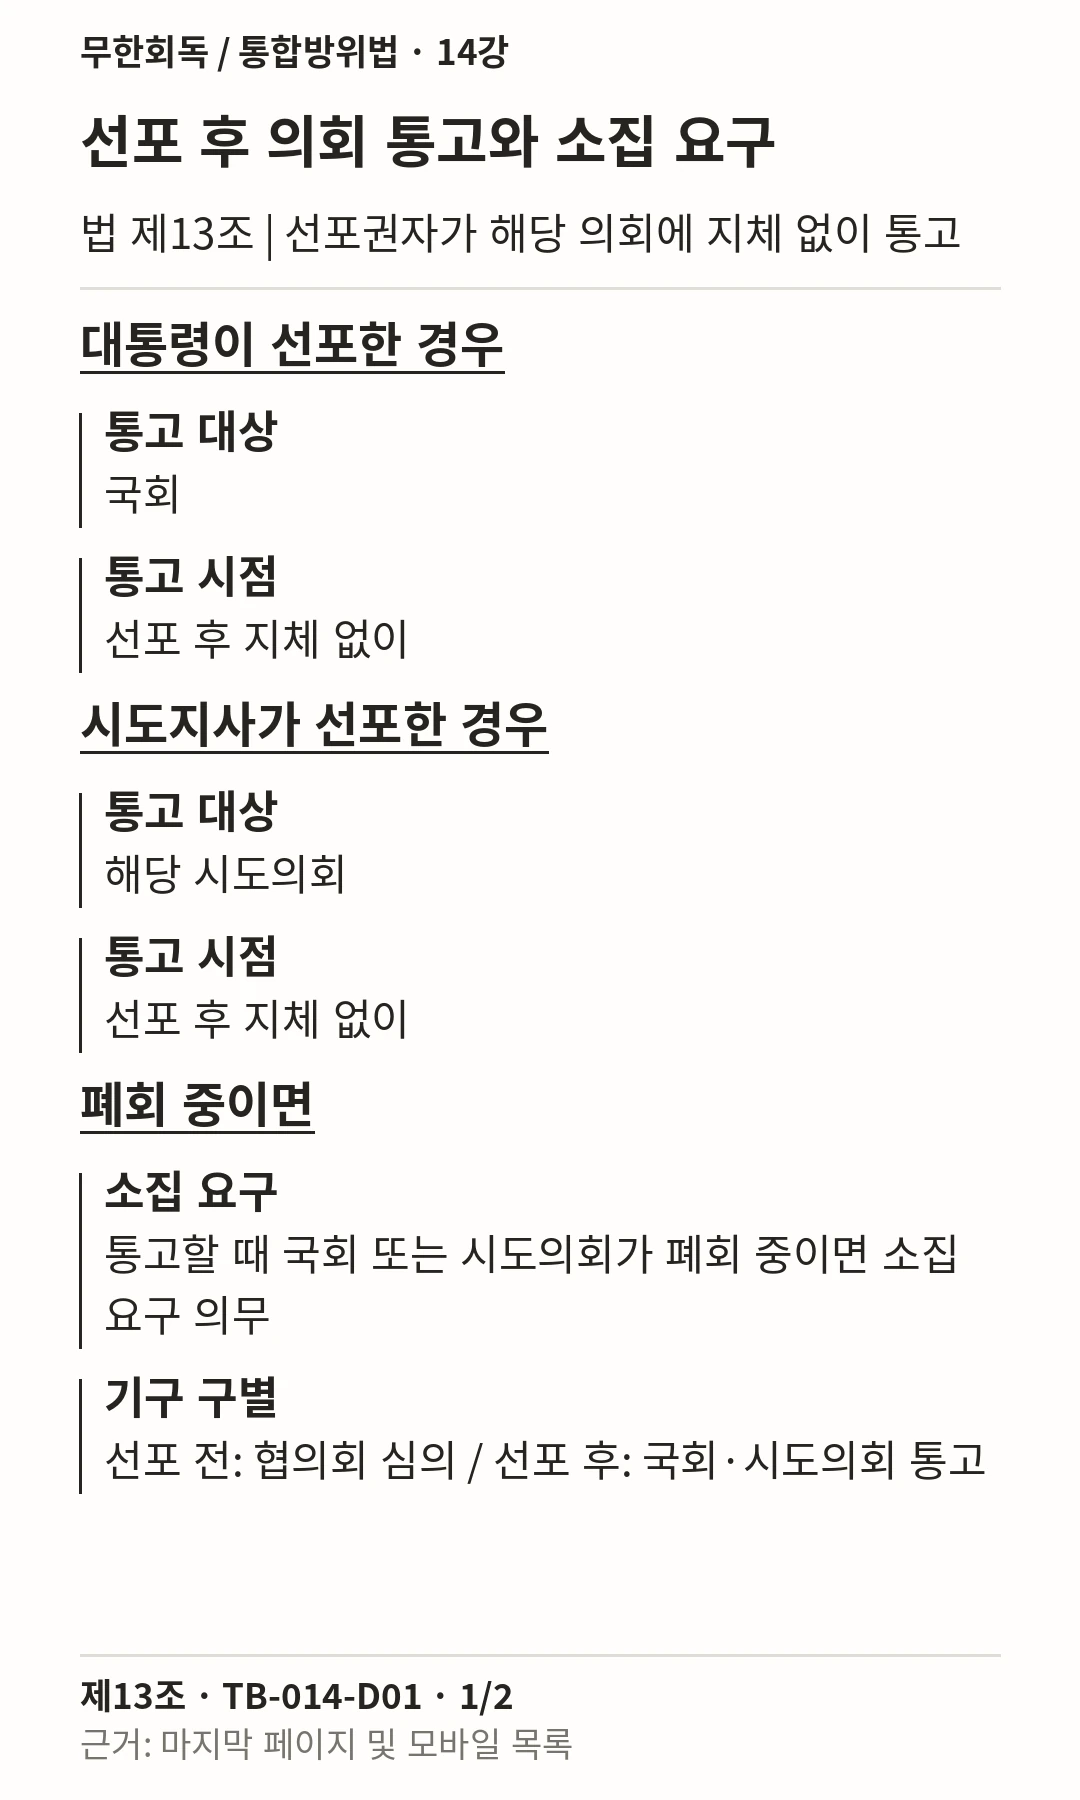 무한회독 / 통합방위법 · 14강
선포 후 의회 통고와 소집 요구
법 제13조 | 선포권자가 해당 의회에 지체 없이 통고
대통령이 선포한 경우
통고 대상
국회
통고 시점
선포 후 지체 없이
시도지사가 선포한 경우
통고 대상
해당 시도의회
통고 시점
선포 후 지체 없이
폐회 중이면
소집 요구
통고할 때 국회 또는 시도의회가 폐회 중이면 소집
요구 의무
기구 구별
선포 전: 협의회 심의 / 선포 후: 국회·시도의회 통고
제13조 · TB-014-D01 · 1/2
근거: 마지막 페이지 및 모바일 목록